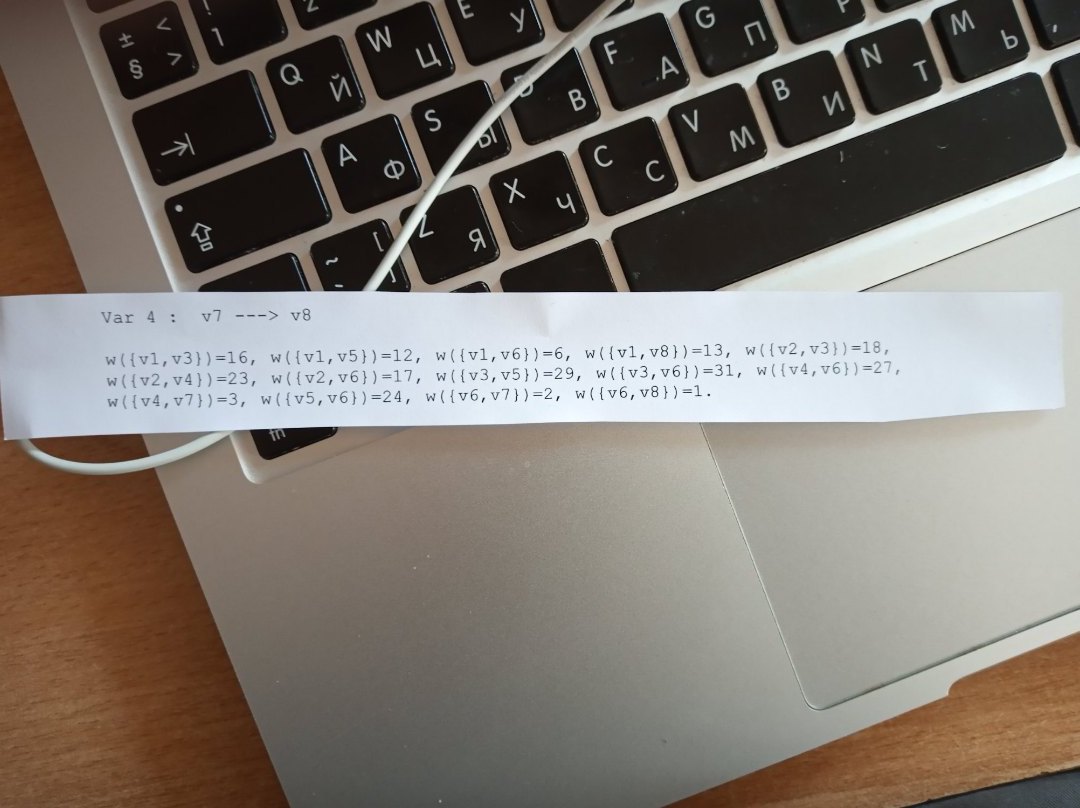 ± <
§ >
!
1
2
Q Й
W Ц
E У
A Ф
S Ы
D В
F А
G П
Р
Z Я
X Ч
C С
V М
B И
N Т
M Ь
~
Var 4 : v7 ---> v8
w({v1,v3})=16, w({v1,v5})=12, w({v1,v6})=6, w({v1,v8})=13, w({v2,v3})=18,
w({v2,v4})=23, w({v2,v6})=17, w({v3,v5})=29, w({v3,v6})=31, w({v4,v6})=27,
w({v4,v7})=3, w({v5,v6})=24, w({v6,v7})=2, w({v6,v8})=1.